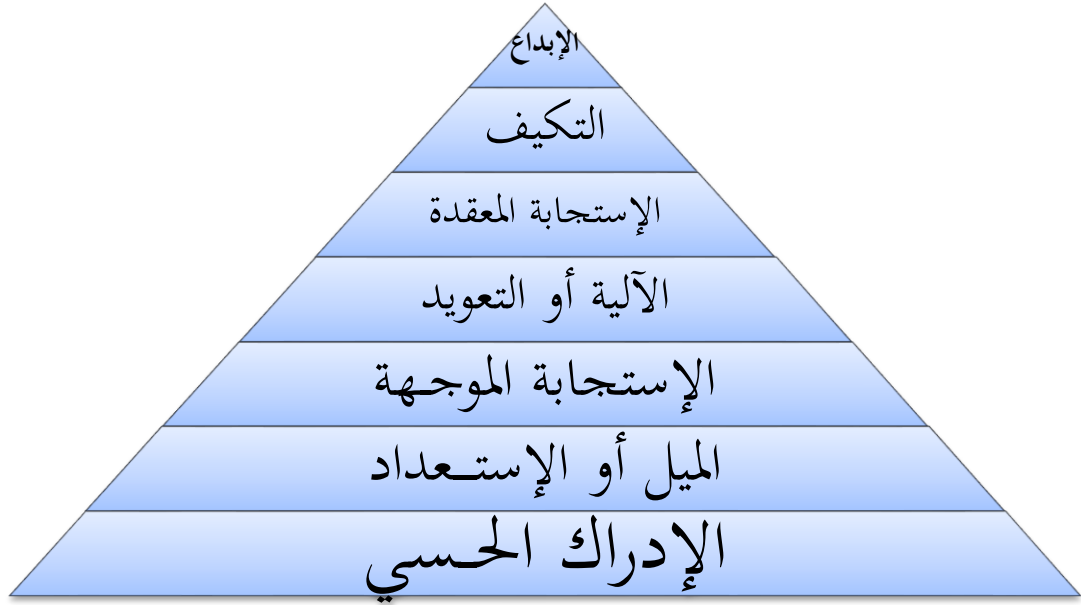 الإبداع
التكيف
الإستجابة المعقدة
الآلية أو التعويد
الإستجابة الموجهة
الميل أو الإستعداد
الإدراك الحسي